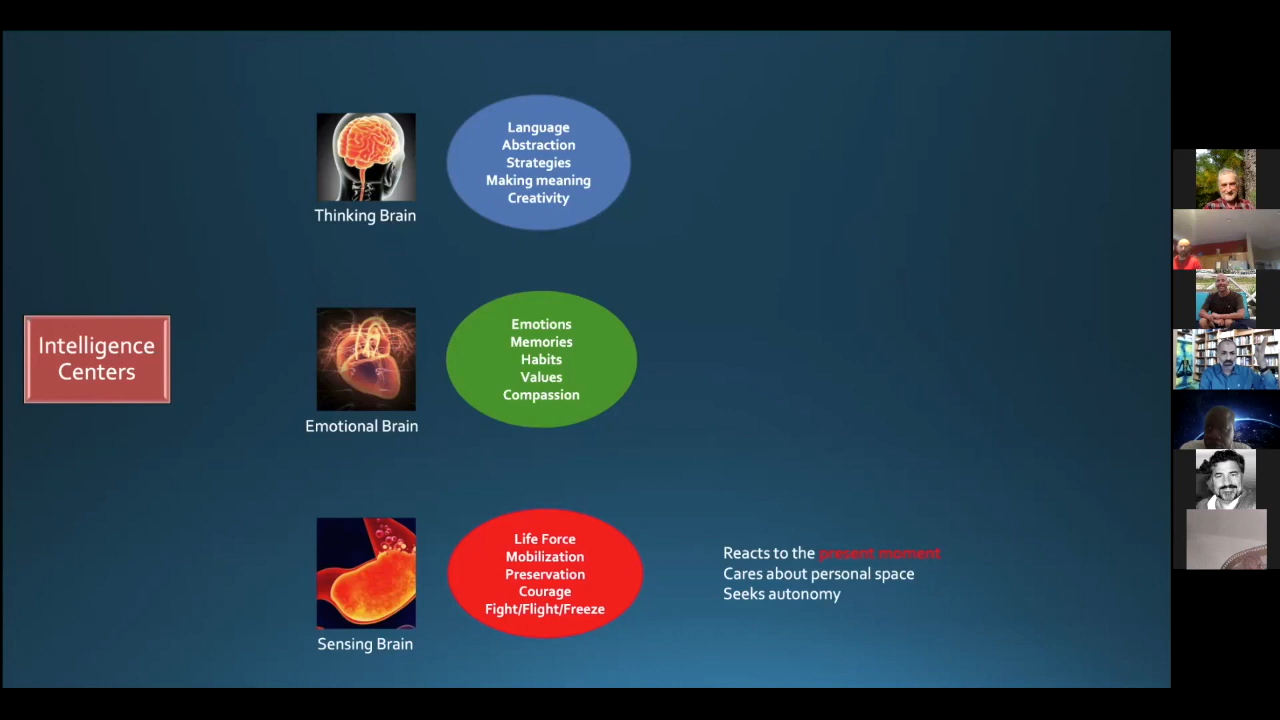 Language
Abstraction
Strategies
Making meaning
Creativity
Thinking Brain
Intelligence
Centers
Emotions
Memories
Habits
Values
Compassion
Emotional Brain
Life Force
Mobilization
Preservation
Courage
Fight/Flight/Freeze
Sensing Brain
Reacts to the present moment
Cares about personal space
Seeks autonomy